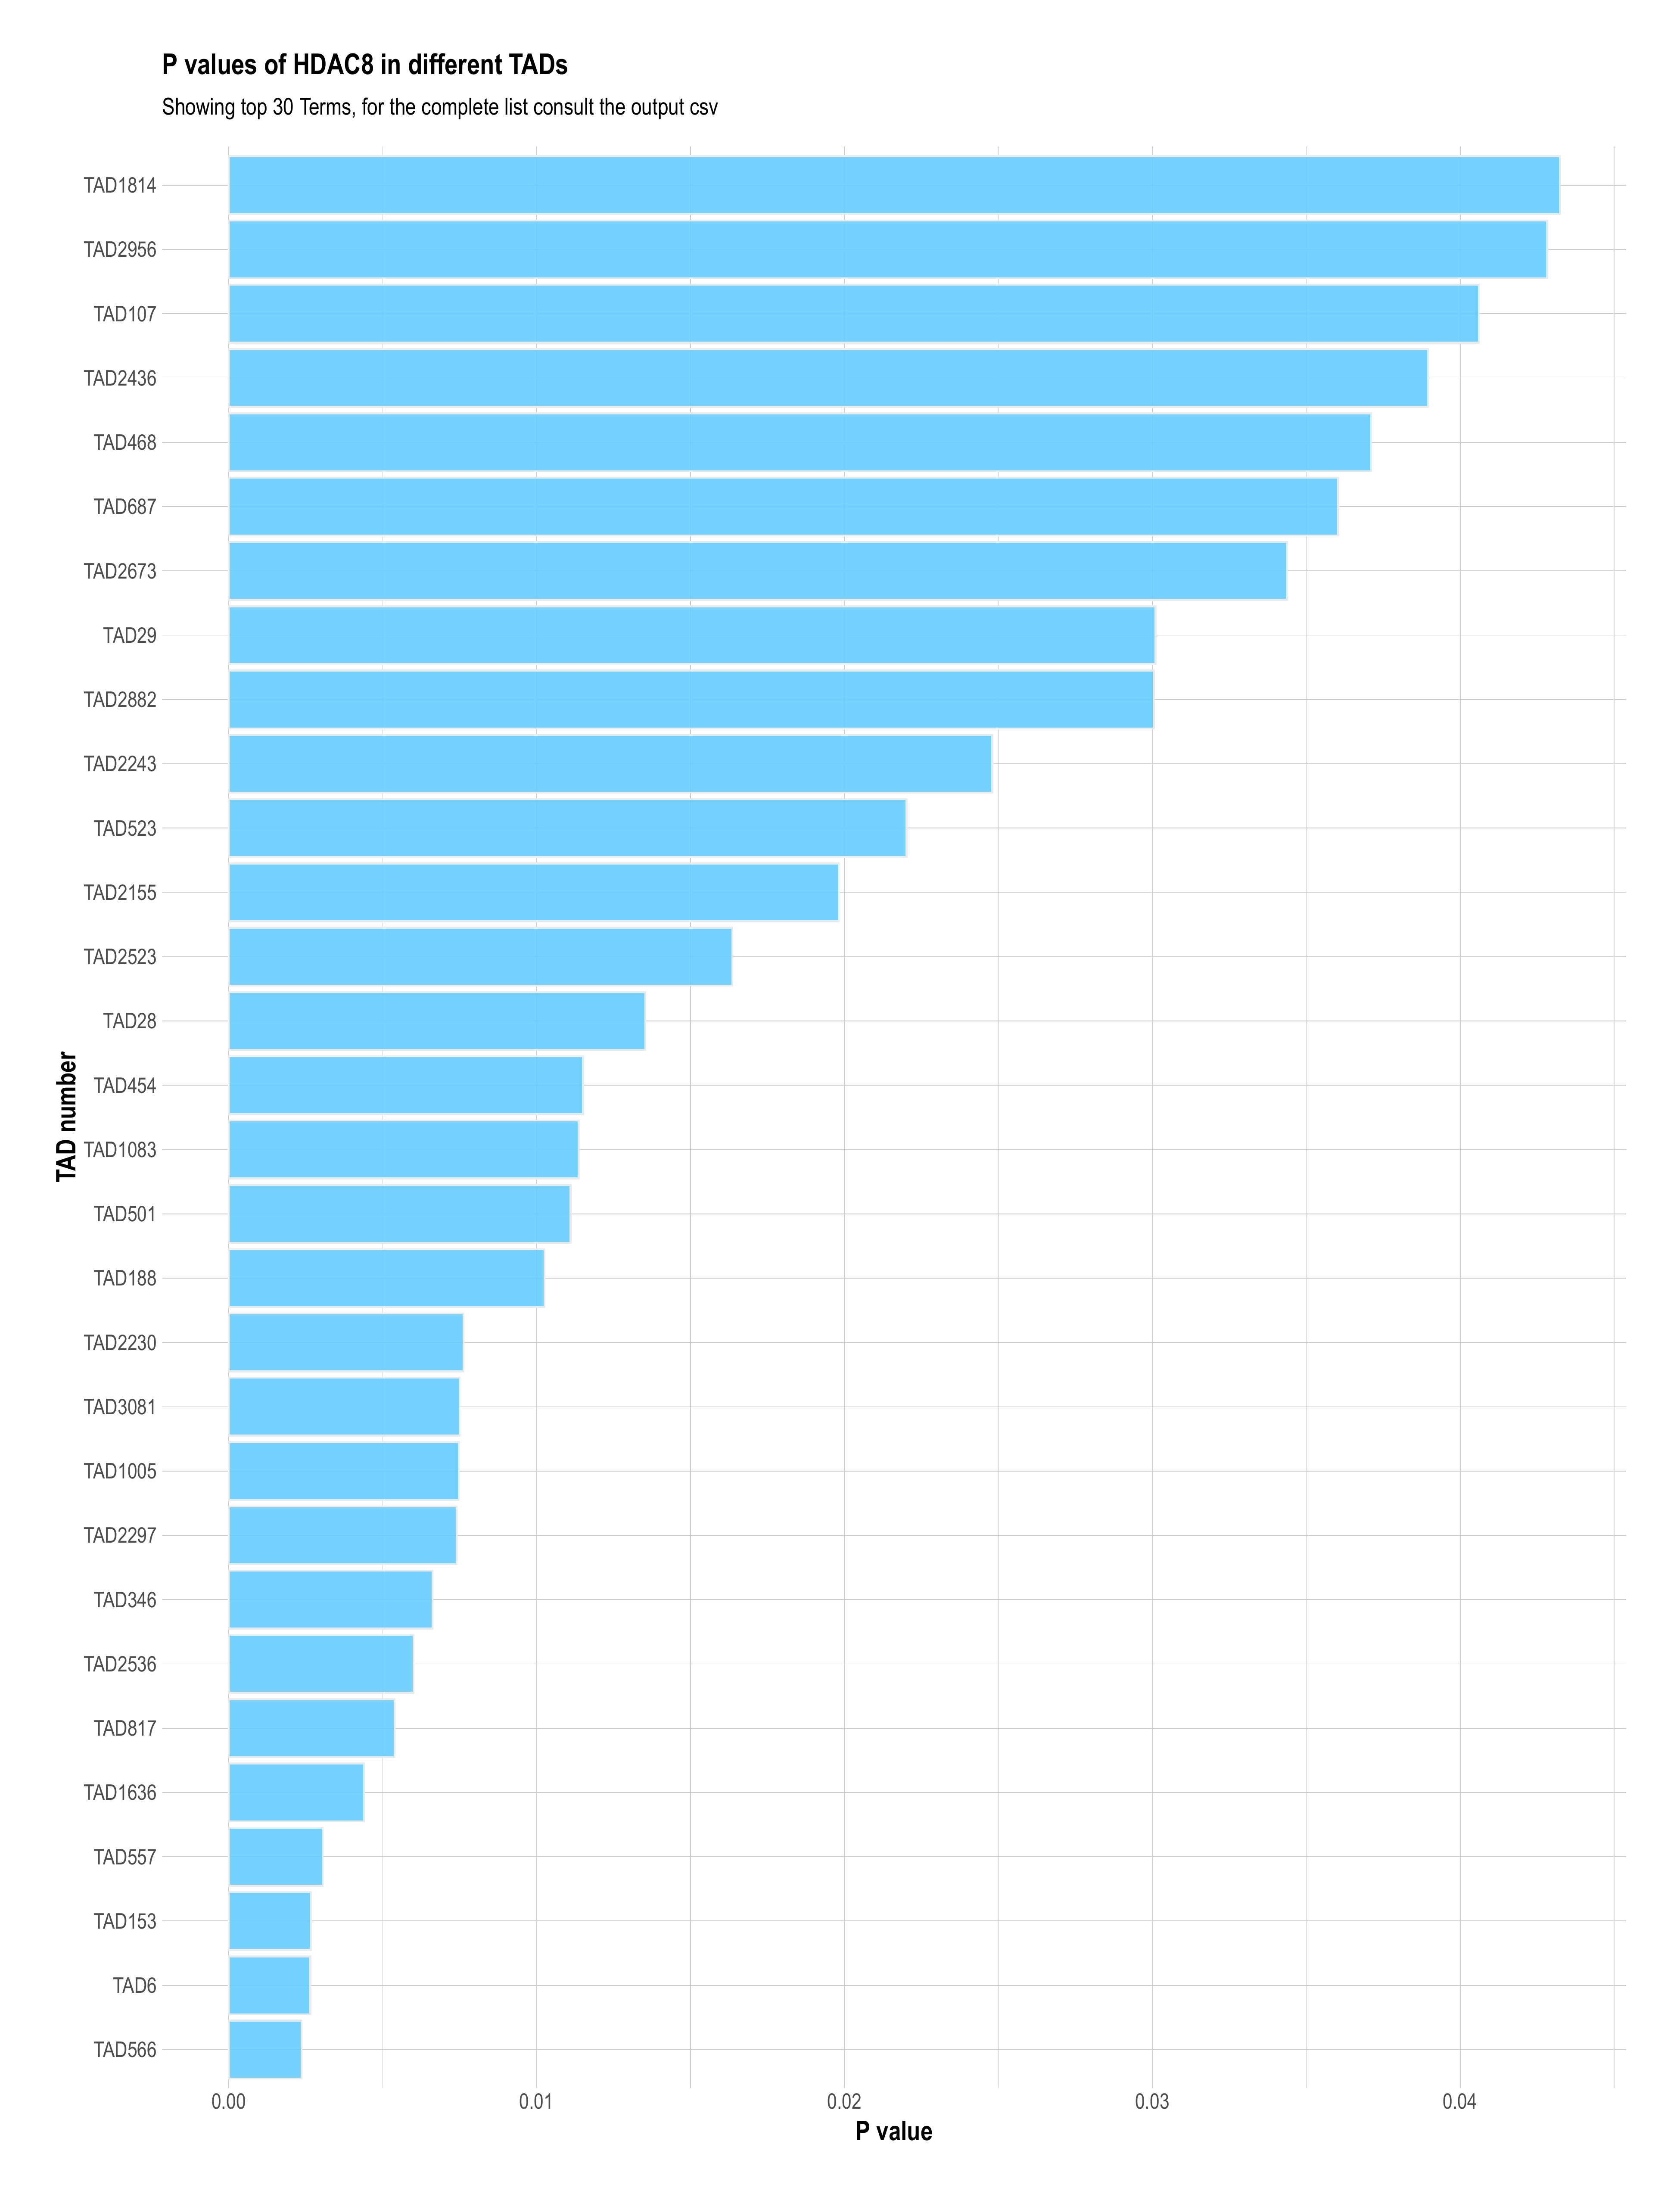 P values of HDAC8 in different TADs
Showing top 30 Terms, for the complete list consult the output csv
TAD1814
TAD2956
TAD107
TAD2436
TAD468
TAD687
TAD2673
TAD29
TAD2882
TAD2243
TAD523
TAD2155
TAD2523
TAD28
TAD454
TAD1083
TAD501
TAD188
TAD2230
TAD3081
TAD1005
TAD2297
TAD346
TAD2536
TAD817
TAD1636
TAD557
TAD153
TAD6
TAD566
TAD number
0.00 0.01 0.02 0.03 0.04
P value